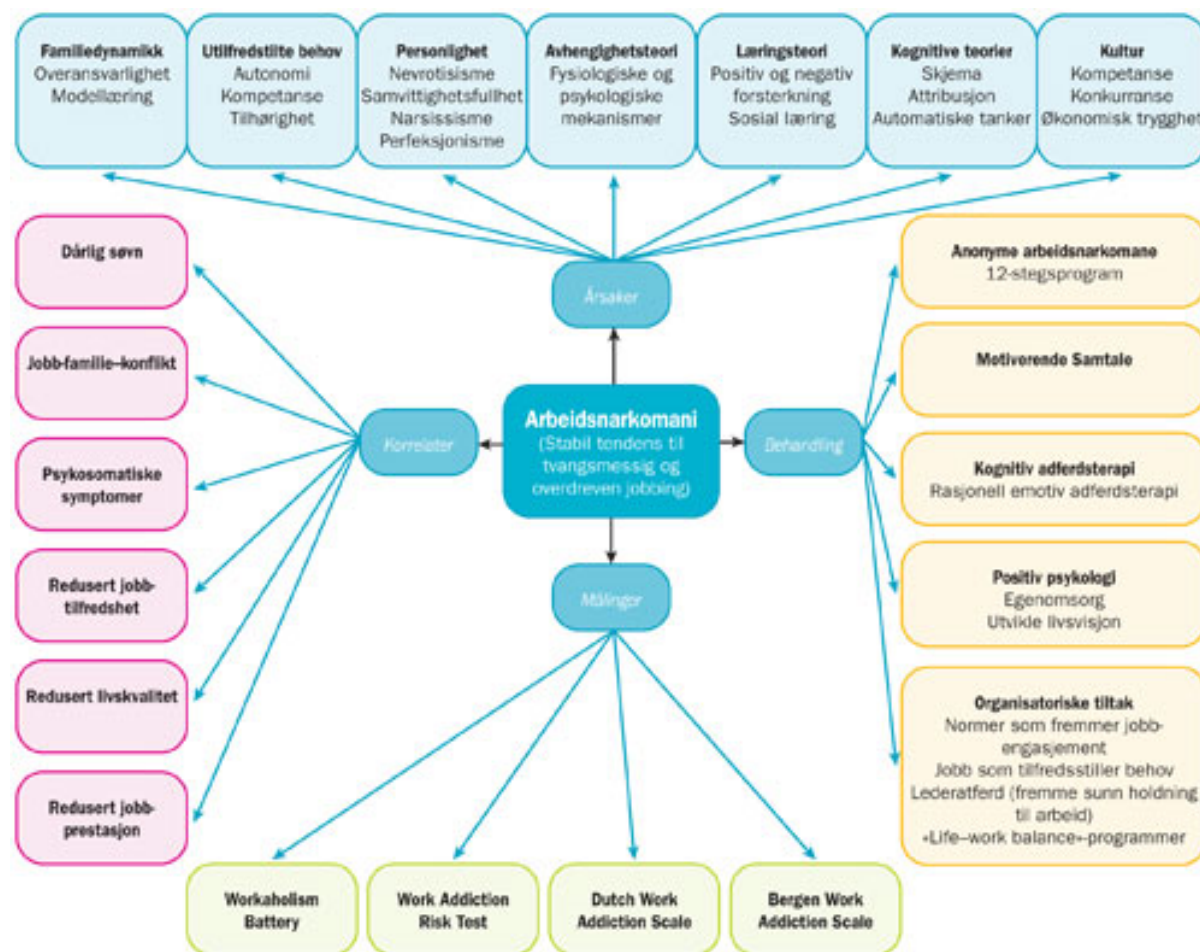 Familiedynamikk
Overansvarlighet
Modellæring
Utilfredstilte behov
Autonomi
Kompetanse
Tilhørighet
Personlighet
Nevrotisisme
Samvittighetsfullhet
Narsissisme
Perfeksjonisme
Avhengighetsteori
Fysiologiske og
psykologiske
mekanismer
Læringsteori
Positiv og negativ
forsterkning
Sosial læring
Kognitive teorier
Skjema
Attribusjon
Automatiske tanker
Kultur
Kompetanse
Konkurranse
Økonomisk trygghet
Årsaker
Dårlig søvn
Jobb-familie–konflikt
Psykosomatiske
symptomer
Redusert jobb-
tilfredshet
Redusert livskvalitet
Redusert jobb-
prestasjon
Korrelater
Arbeidsnarkomani
(Stabil tendens til
tvangsmessig og
overdreven jobbing)
Behandling
Anonyme arbeidsnarkomane
12-stegsprogram
Motiverende Samtale
Kognitiv adferdsterapi
Rasjonell emotiv adferdsterapi
Positiv psykologi
Egenomsorg
Utvikle livsvisjon
Organisatoriske tiltak
Normer som fremmer jobb-
engasjement
Jobb som tilfredsstiller behov
Lederatferd (fremme sunn holdning
til arbeid)
«Life–work balance»-programmer
Målinger
Workaholism
Battery
Work Addiction
Risk Test
Dutch Work
Addiction Scale
Bergen Work
Addiction Scale